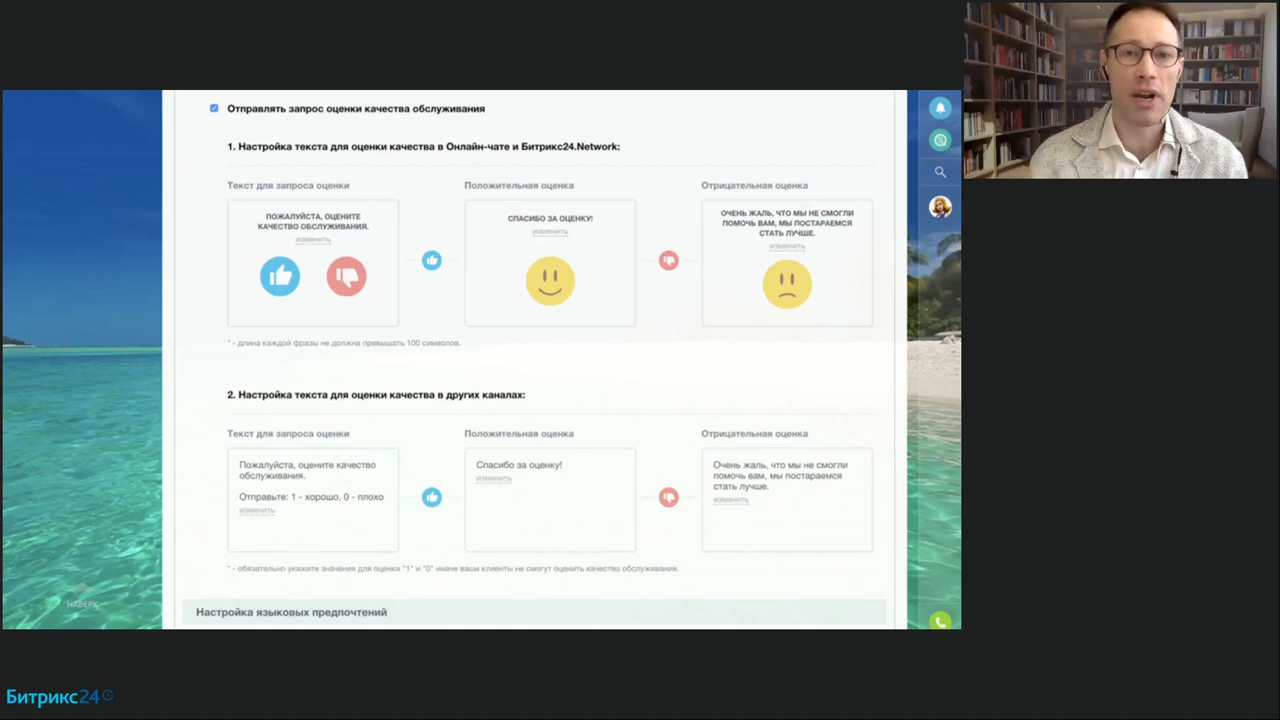 Отправлять запрос оценки качества обслуживания
1. Настройка текста для оценки качества в Онлайн-чате и Битрикс24.Network:
Текст для запроса оценки
Положительная оценка
Отрицательная оценка
ПОЖАЛУЙСТА, ОЦЕНИТЕ
КАЧЕСТВО ОБСЛУЖИВАНИЯ.
изменить
СПАСИБО ЗА ОЦЕНКУ!
изменить
ОЧЕНЬ ЖАЛЬ, ЧТО МЫ НЕ СМОГЛИ
ПОМОЧЬ ВАМ, МЫ ПОСТАРАЕМСЯ
СТАТЬ ЛУЧШЕ.
изменить
* - длина каждой фразы не должна превышать 100 символов.
2. Настройка текста для оценки качества в других каналах:
Текст для запроса оценки
Положительная оценка
Отрицательная оценка
Пожалуйста, оцените качество
обслуживания.
Отправьте: 1 - хорошо, 0 - плохо
изменить
Спасибо за оценку!
изменить
Очень жаль, что мы не смогли
помочь вам, мы постараемся
стать лучше.
изменить
* - обязательно укажите значения для оценки "1" и "0" иначе ваши клиенты не смогут оценить качество обслуживания.
НАВЕРХ
Настройка языковых предпочтений
Битрикс24